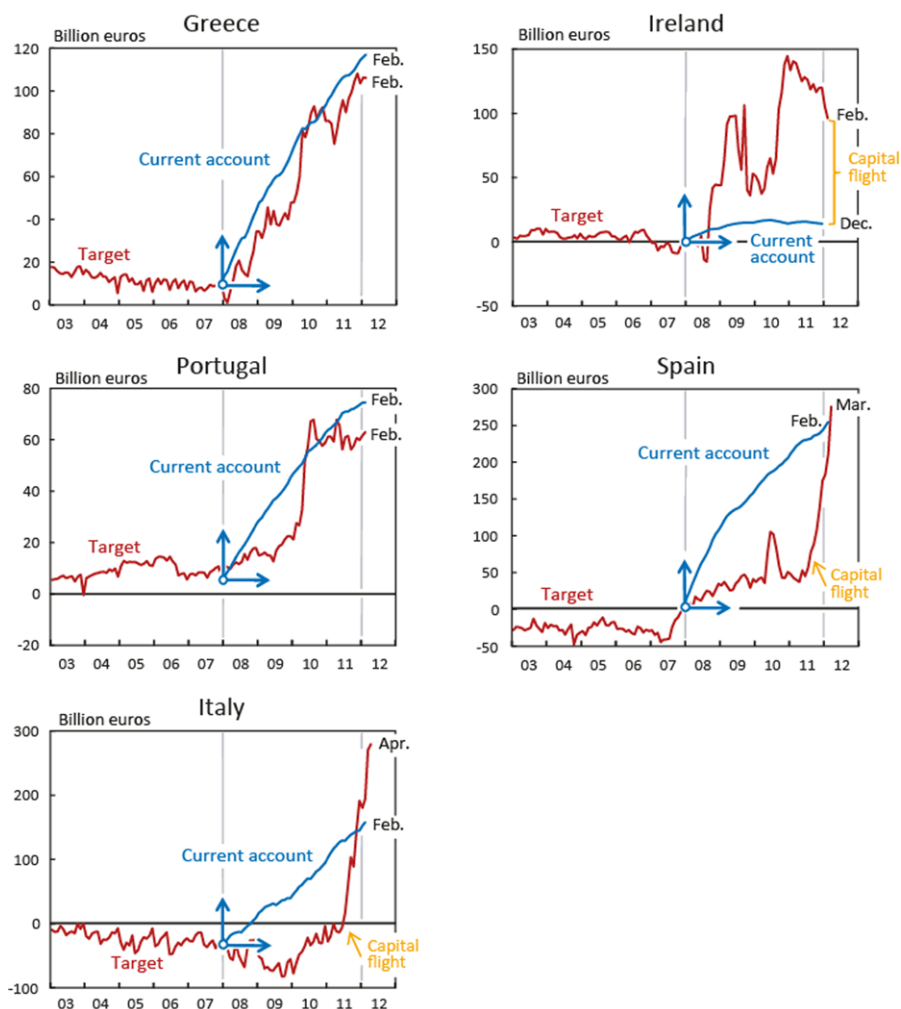 Greece
Billion euros
120
100
80
60
-0
20
0
Feb.
Feb.
Current account
Target
03 04 05 06 07 08 09 10 11 12
Ireland
Billion euros
150
100
50
0
-50
Feb.
Capital
flight
Dec.
Target
Current
account
03 04 05 06 07 08 09 10 11 12
Portugal
Billion euros
80
60
40
20
0
-20
Feb.
Feb.
Current account
Target
03 04 05 06 07 08 09 10 11 12
Spain
Billion euros
300
250
200
150
100
50
0
-50
Mar.
Feb.
Current account
Capital
flight
Target
03 04 05 06 07 08 09 10 11 12
Italy
Billion euros
300
200
100
0
-100
Apr.
Feb.
Current account
Capital
flight
Target
03 04 05 06 07 08 09 10 11 12